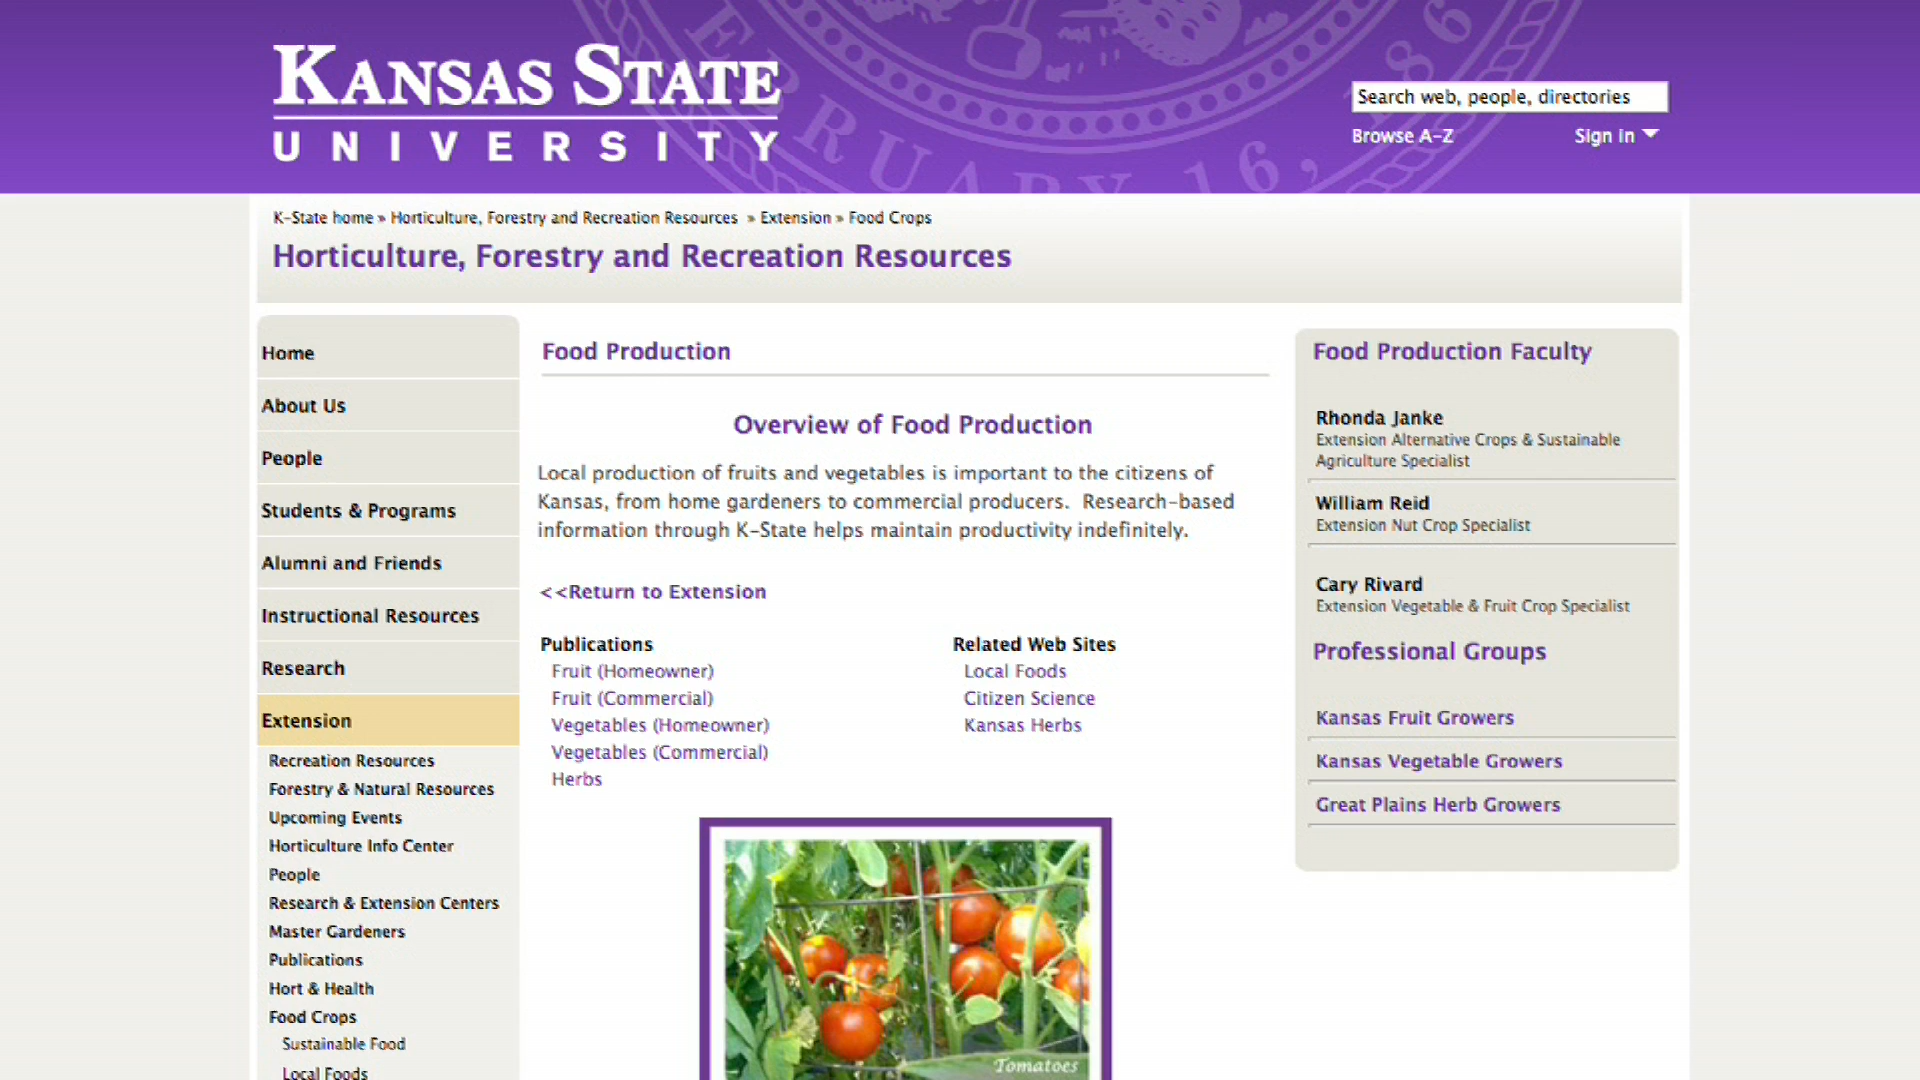 KANSAS STATE
UNIVERSITY
FEBRUARY 16, 186
Search web, people, directories
Browse A-Z
Sign in
K-State home » Horticulture, Forestry and Recreation Resources » Extension » Food Crops
Horticulture, Forestry and Recreation Resources
Home
About Us
People
Students & Programs
Alumni and Friends
Instructional Resources
Research
Extension
Recreation Resources
Forestry & Natural Resources
Upcoming Events
Horticulture Info Center
People
Research & Extension Centers
Master Gardeners
Publications
Hort & Health
Food Crops
Sustainable Food
Local Foods
Food Production
Overview of Food Production
Local production of fruits and vegetables is important to the citizens of
Kansas, from home gardeners to commercial producers. Research-based
information through K-State helps maintain productivity indefinitely.
<<Return to Extension
Publications
Fruit (Homeowner)
Fruit (Commercial)
Vegetables (Homeowner)
Vegetables (Commercial)
Herbs
Related Web Sites
Local Foods
Citizen Science
Kansas Herbs
Tomatoes
Food Production Faculty
Rhonda Janke
Extension Alternative Crops & Sustainable
Agriculture Specialist
William Reid
Extension Nut Crop Specialist
Cary Rivard
Extension Vegetable & Fruit Crop Specialist
Professional Groups
Kansas Fruit Growers
Kansas Vegetable Growers
Great Plains Herb Growers